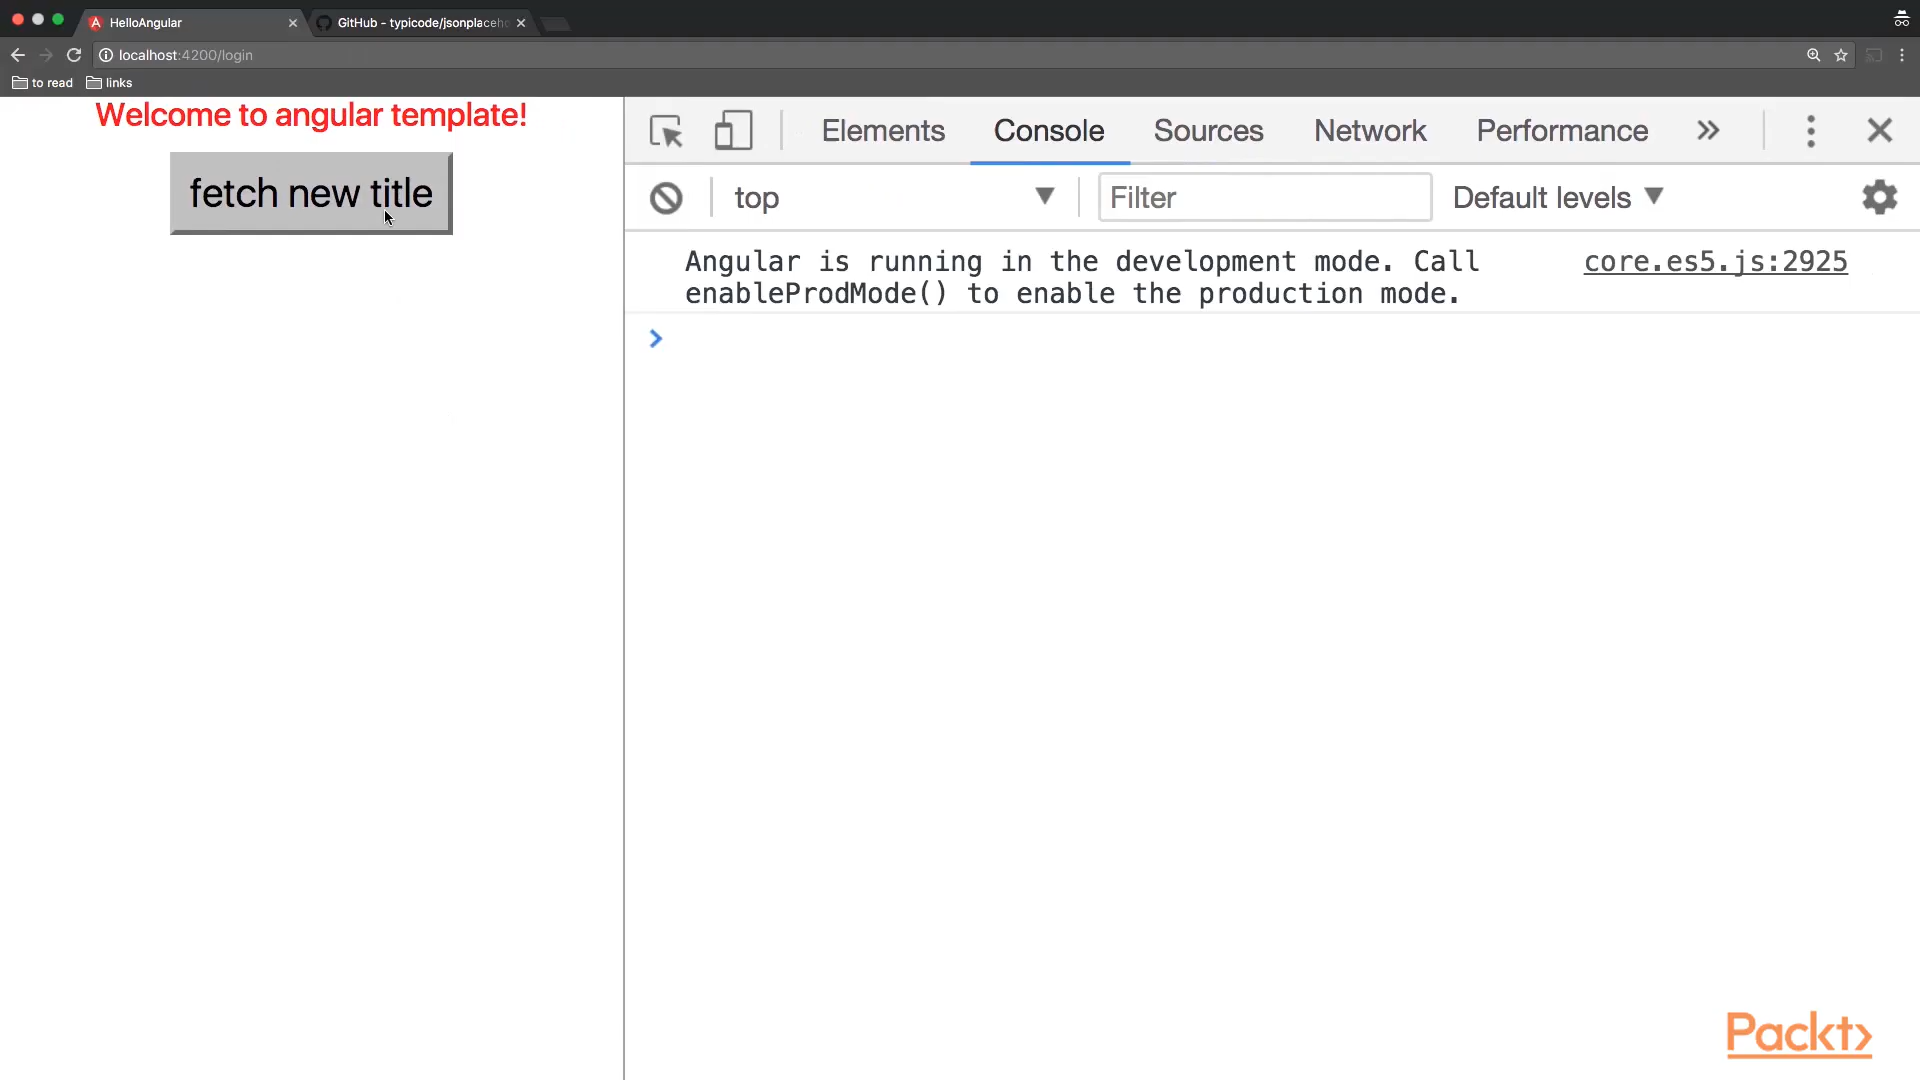 HelloAngular
GitHub - typicode/jsonplaceho
localhost:4200/login
to read
links
Welcome to angular template!
fetch new title
Elements
Console
Sources
Network
Performance
top
Filter
Default levels
Angular is running in the development mode. Call
enableProdMode() to enable the production mode.
core.es5.js:2925
Packt